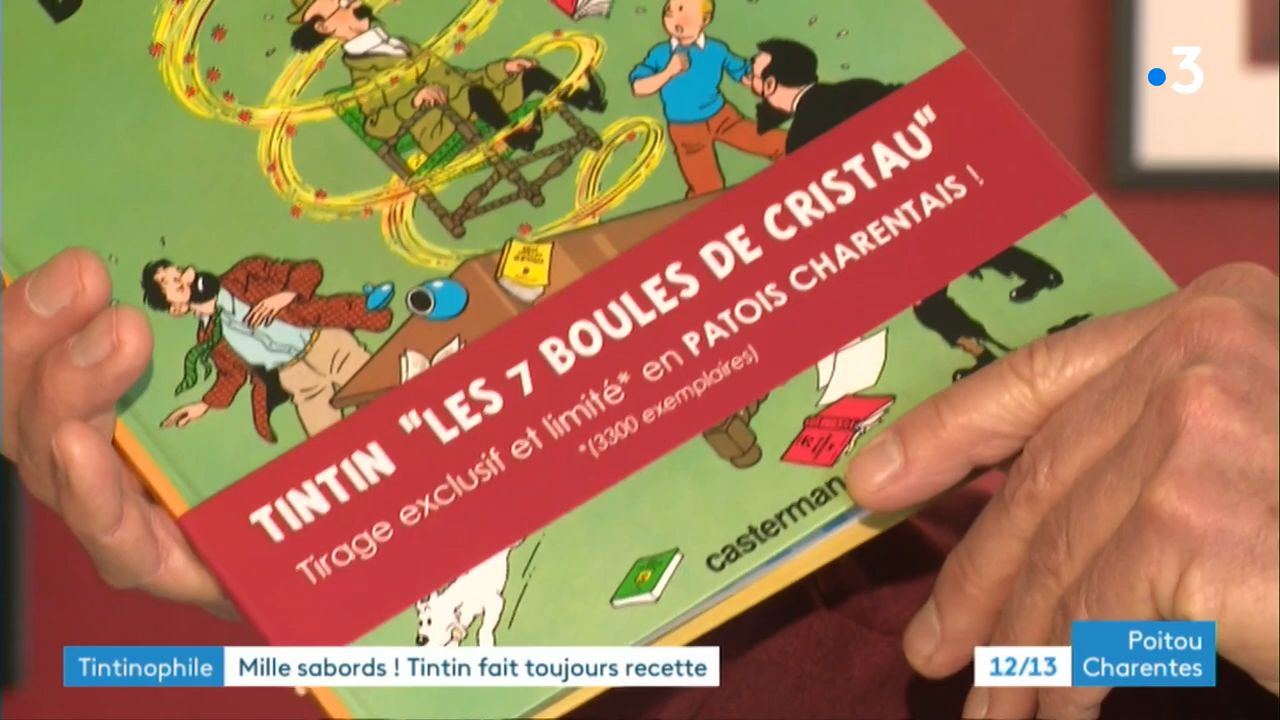 3
TINTIN "LES 7 BOULES DE CRISTAU"
Tirage exclusif et limité* en PATOIS CHARENTAIS !
*(3300 exemplaires)
casterman
Tintinophile
Mille sabords ! Tintin fait toujours recette
12/13
Poitou
Charentes